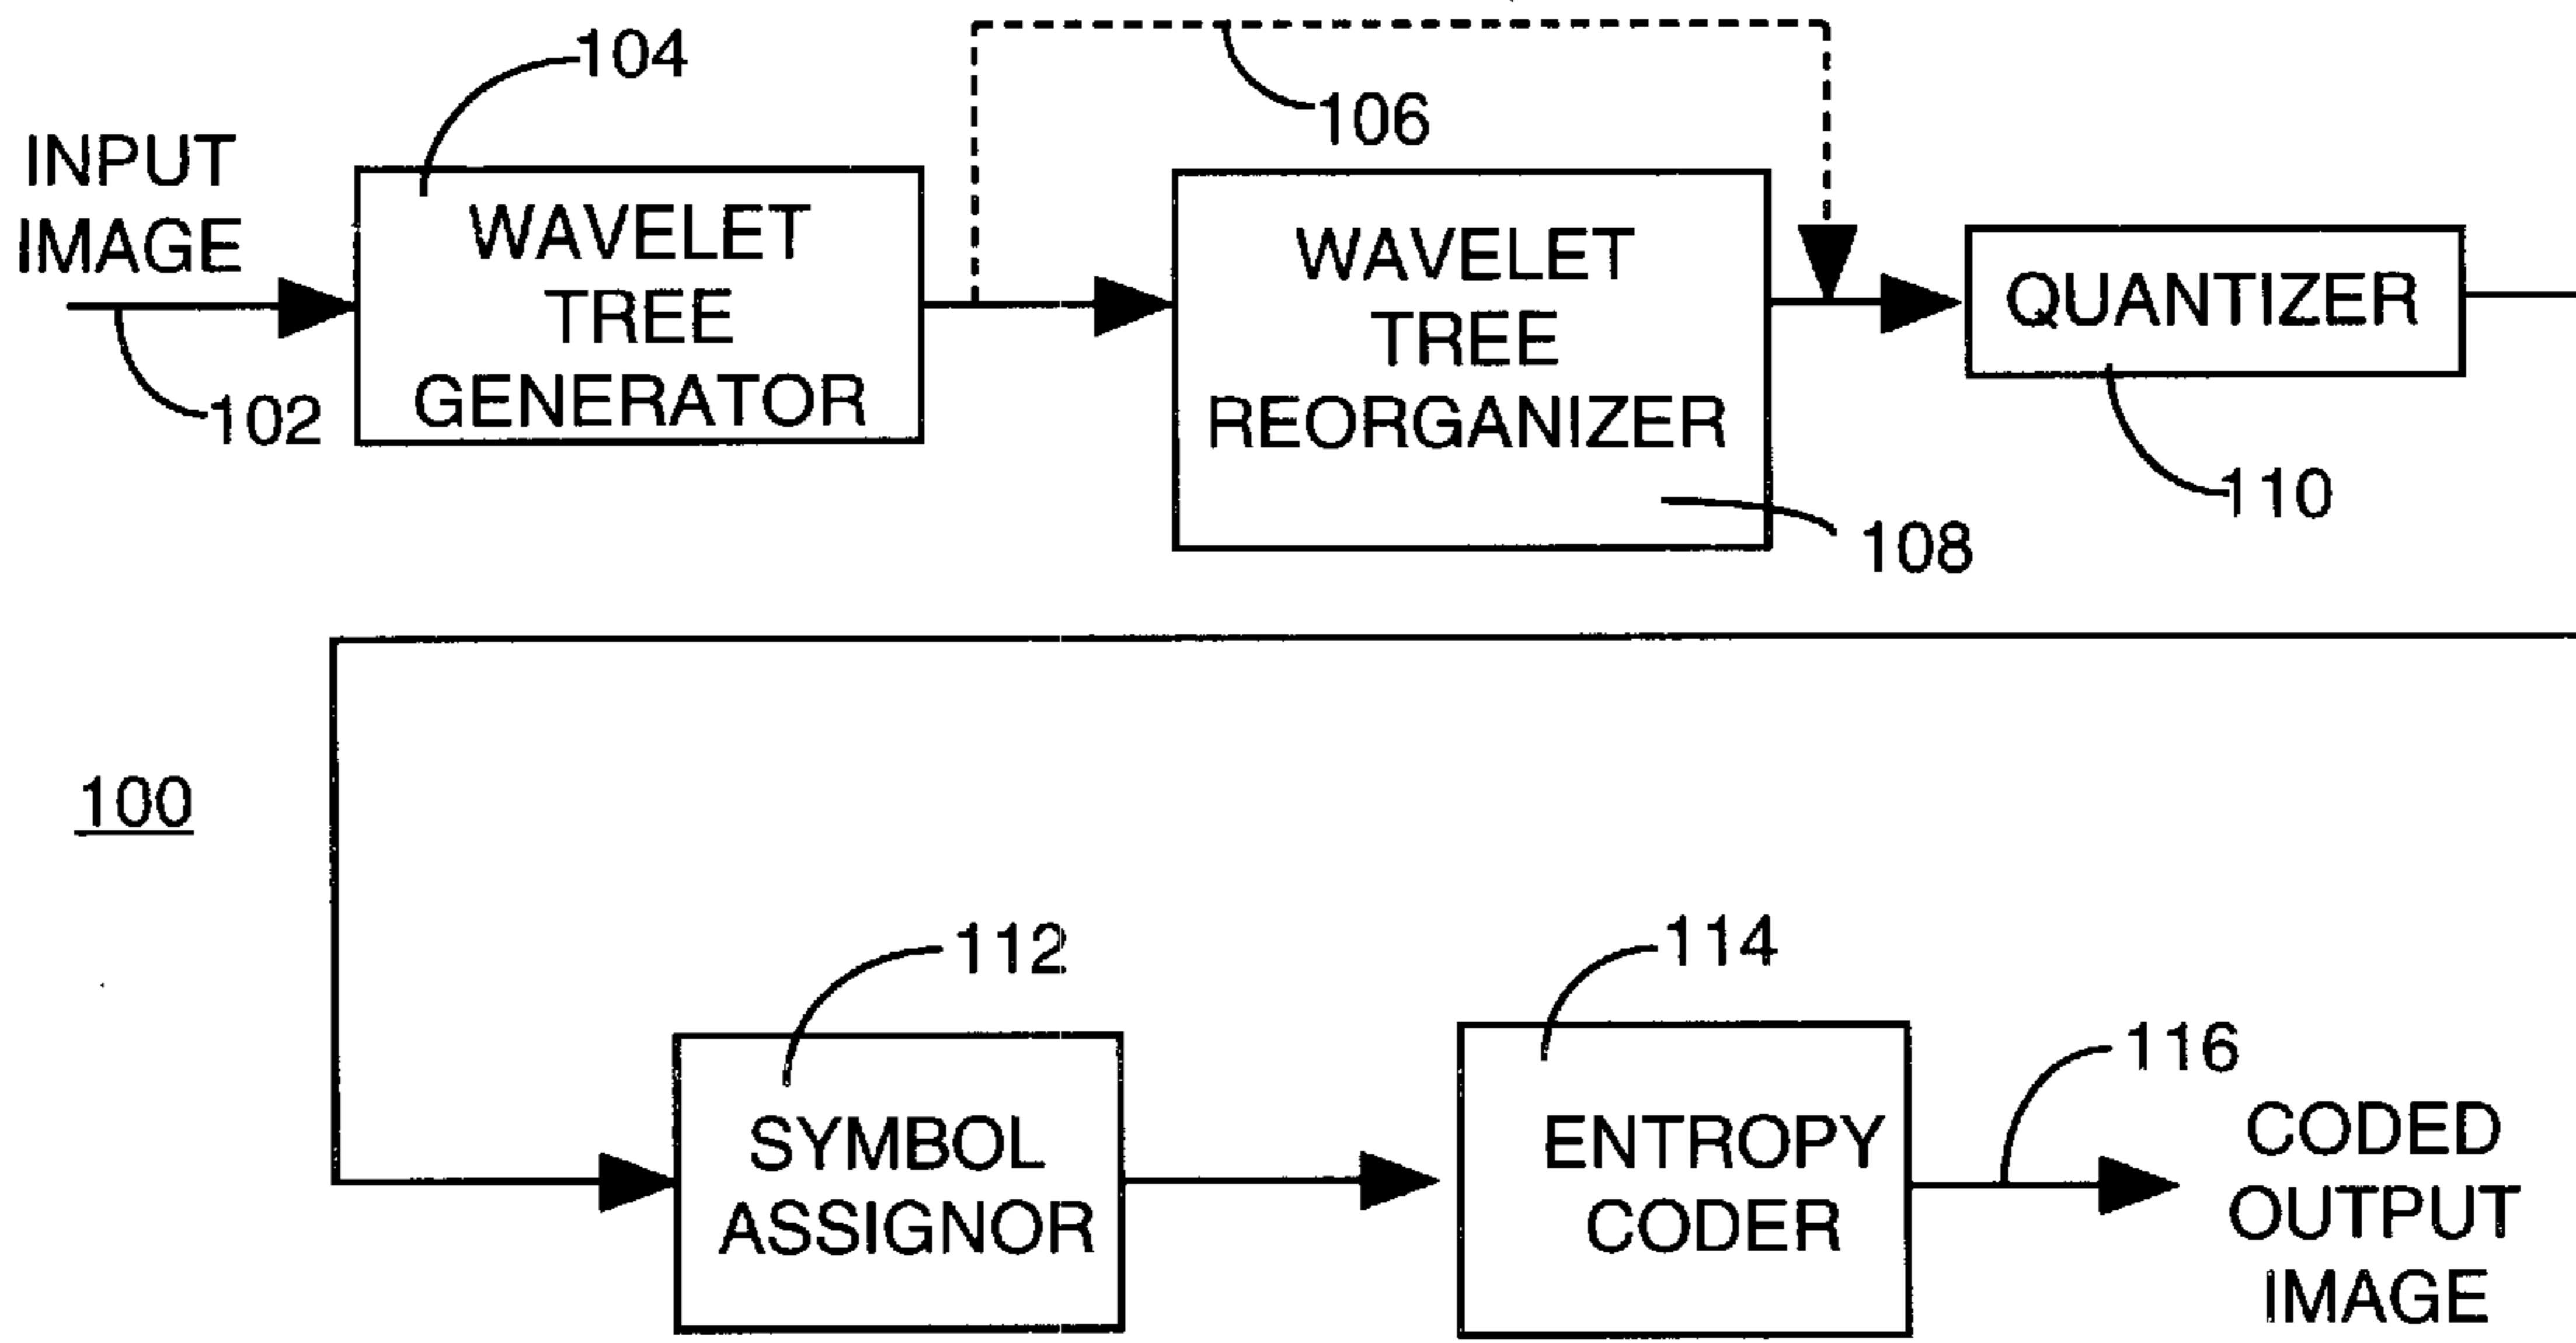 104
106
INPUT
IMAGE
102
WAVELET
TREE
GENERATOR
WAVELET
TREE
REORGANIZER
108
QUANTIZER
110
100
112
SYMBOL
ASSIGNOR
114
ENTROPY
CODER
116
CODED
OUTPUT
IMAGE